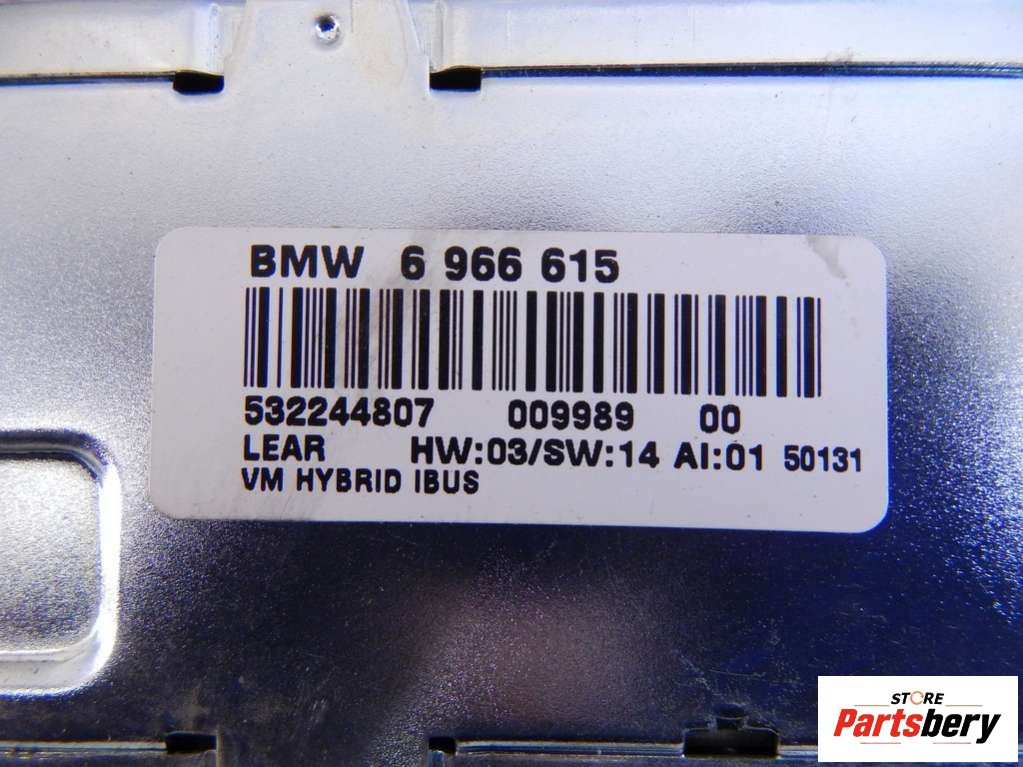 BMW 6 966 615
532244807 009989 00
LEAR HW:03/SW:14 AI:01 50131
VM HYBRID IBUS
STORE
Partsbery